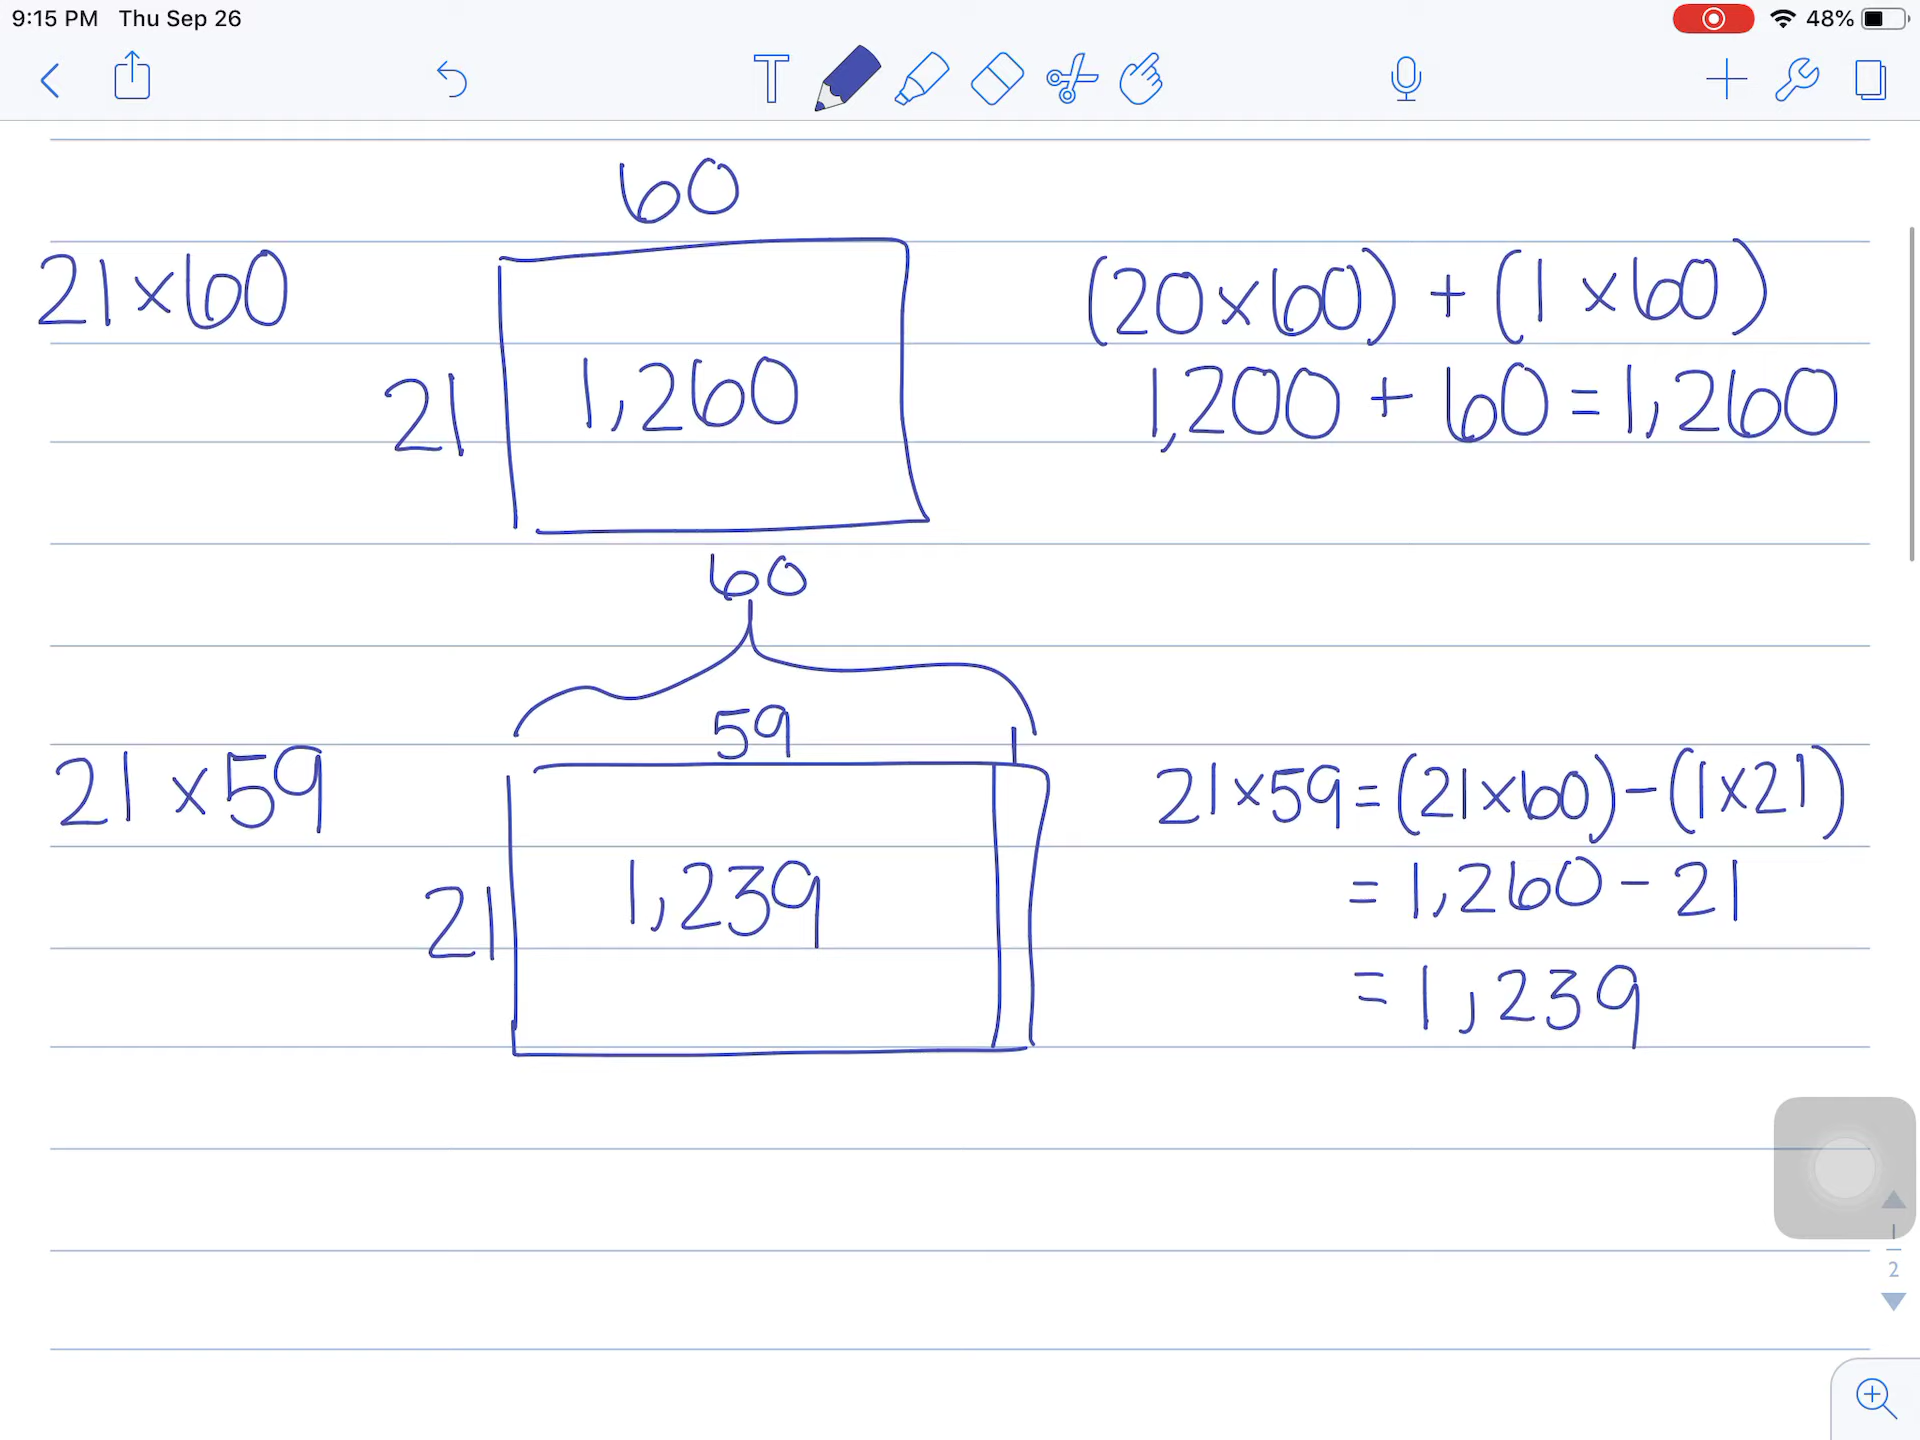 9:15 PM Thu Sep 26 48%
T
60
21×60
21
1,260
(20×60) + (1×60)
1,200 + 60 = 1,260
60
59 1
21×59
21
1,239
21×59 = (21×60) - (1×21)
= 1,260 - 21
= 1,239
1
2